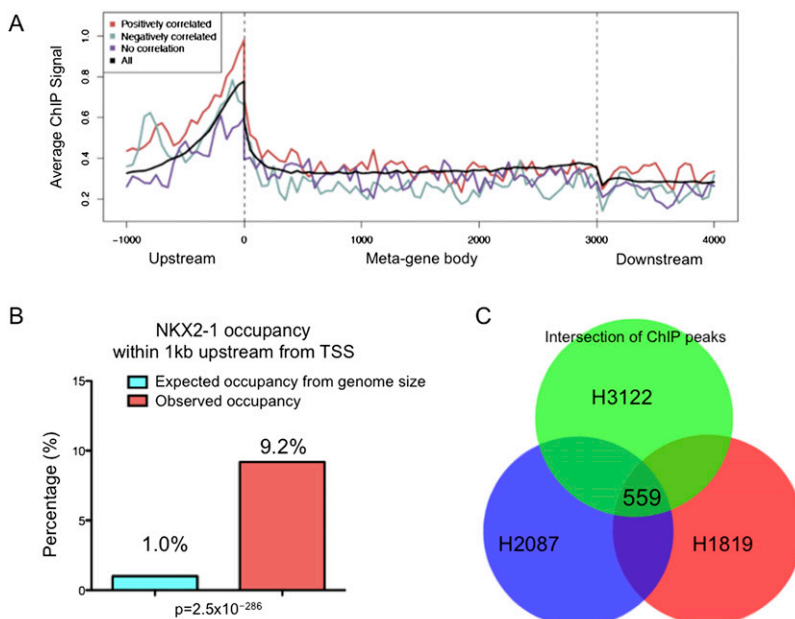 A
Positively correlated
Negatively correlated
No correlation
All
Average ChIP Signal
1.0
0.8
0.6
0.4
0.2
−1000 0 1000 2000 3000 4000
Upstream Meta-gene body Downstream
B
NKX2-1 occupancy
within 1kb upstream from TSS
Expected occupancy from genome size
Observed occupancy
Percentage (%)
15
10
5
0
1.0%
9.2%
p=2.5x10⁻²⁸⁶
C
Intersection of ChIP peaks
H3122
559
H2087
H1819